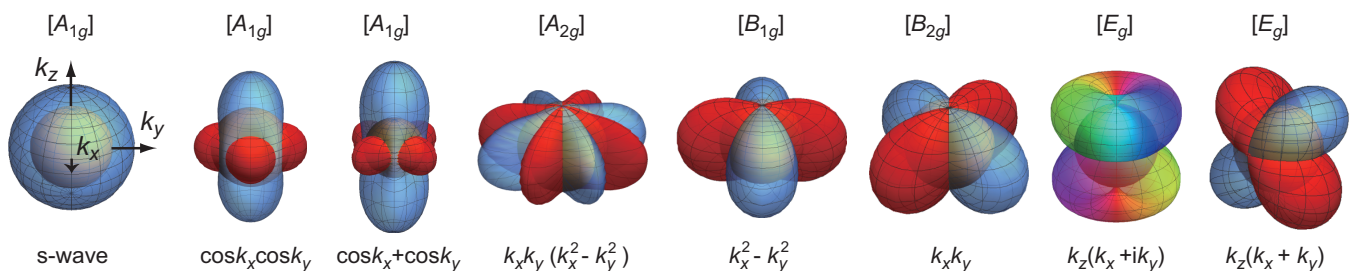 [A1g] [A1g] [A1g] [A2g] [B1g] [B2g] [Eg] [Eg]
kz
ky
kx
s-wave coskxcosky coskx+cosky kxky (kx²- ky²) kx²- ky² kxky kz(kx +iky) kz(kx + ky)